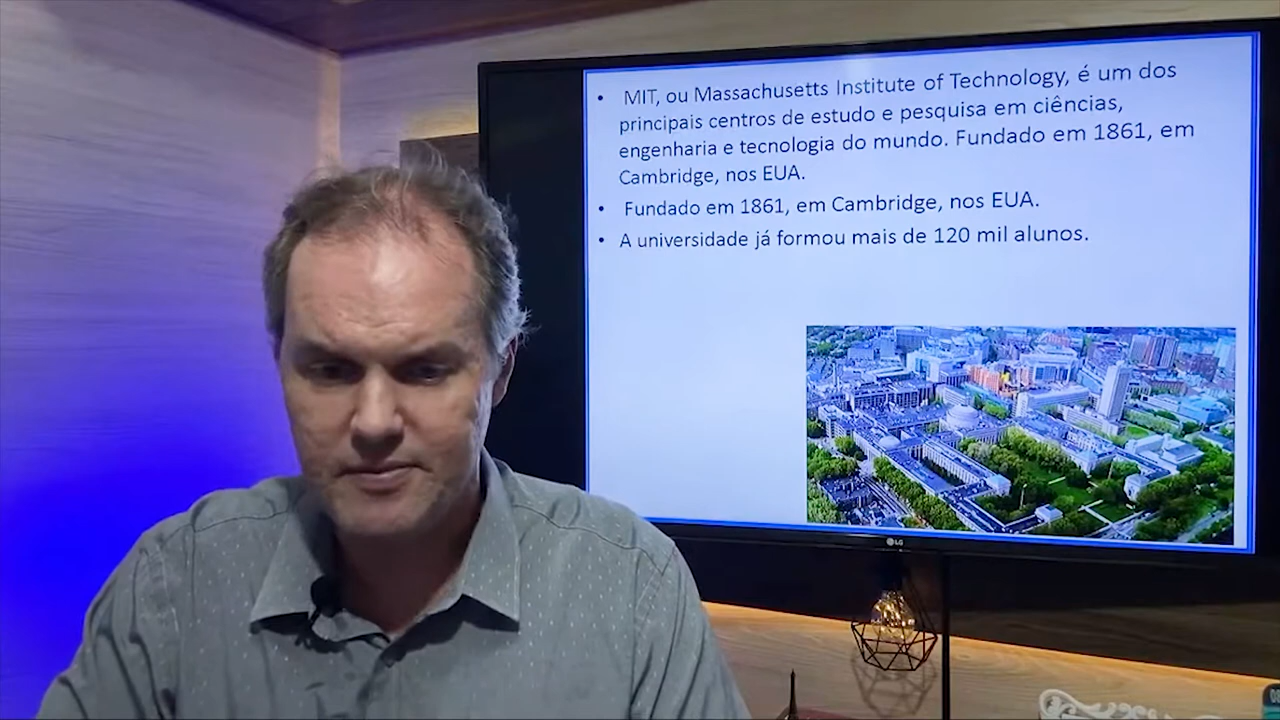 • MIT, ou Massachusetts Institute of Technology, é um dos
principais centros de estudo e pesquisa em ciências,
engenharia e tecnologia do mundo. Fundado em 1861, em
Cambridge, nos EUA.
• Fundado em 1861, em Cambridge, nos EUA.
• A universidade já formou mais de 120 mil alunos.
LG